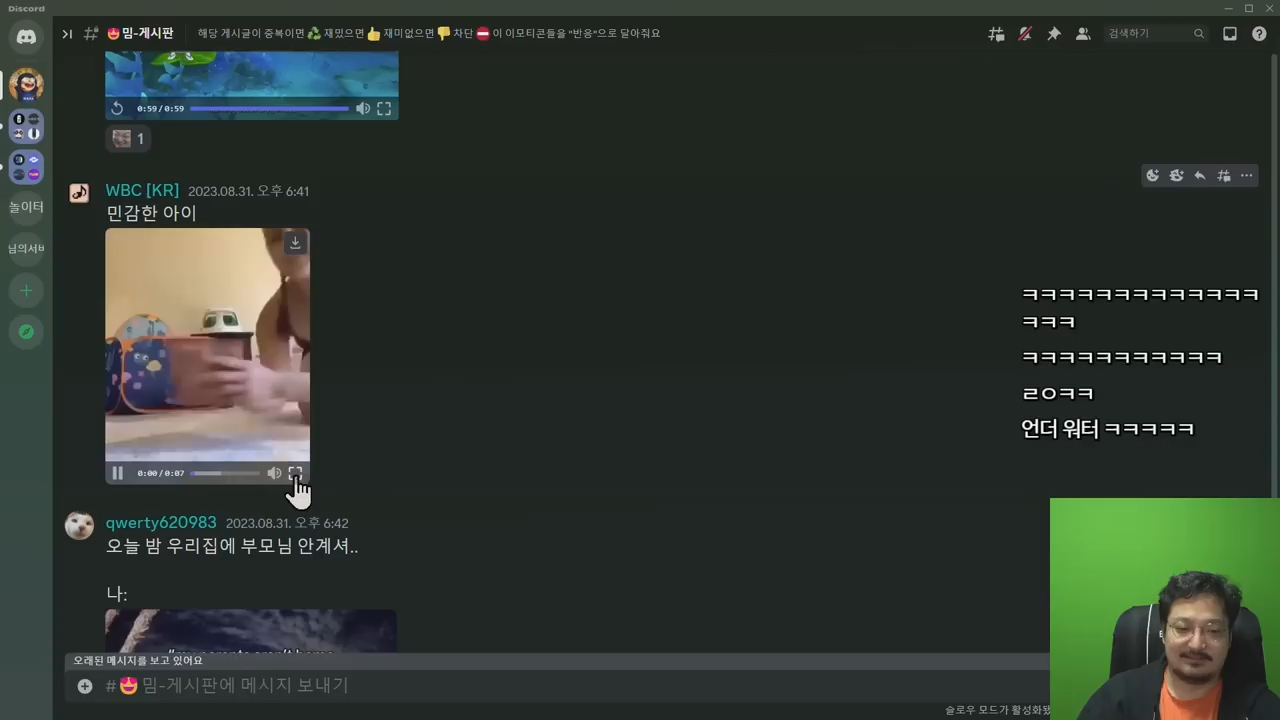 Discord
😍밈-게시판
해당 게시글이 중복이면 ♻️ 재밌으면 👍 재미없으면 👎 차단 ⛔ 이 이모티콘들을 "반응"으로 달아줘요
검색하기
0:59/0:59
1
WBC [KR] 2023.08.31. 오후 6:41
민감한 아이
놀이터
님의서버
0:00/0:07
ㅋㅋㅋㅋㅋㅋㅋㅋㅋㅋㅋㅋㅋ
ㅋㅋㅋ
ㅋㅋㅋㅋㅋㅋㅋㅋㅋㅋㅋ
ㄹㅇㅋㅋ
언더 워터 ㅋㅋㅋㅋㅋ
qwerty620983 2023.08.31. 오후 6:42
오늘 밤 우리집에 부모님 안계셔..
나:
오래된 메시지를 보고 있어요
#😍밈-게시판에 메시지 보내기
슬로우 모드가 활성화됐